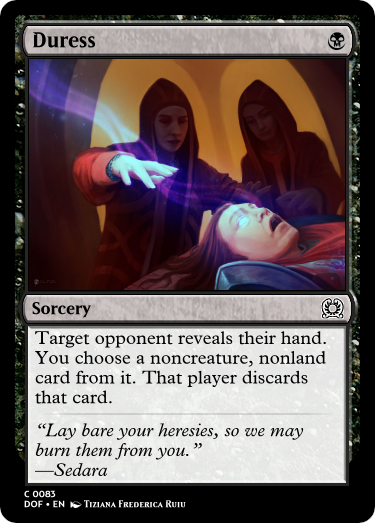 Duress
Sorcery
Target opponent reveals their hand.
You choose a noncreature, nonland
card from it. That player discards
that card.
“Lay bare your heresies, so we may
burn them from you.”
—Sedara
C 0083
DOF • EN Tiziana Frederica Ruiu